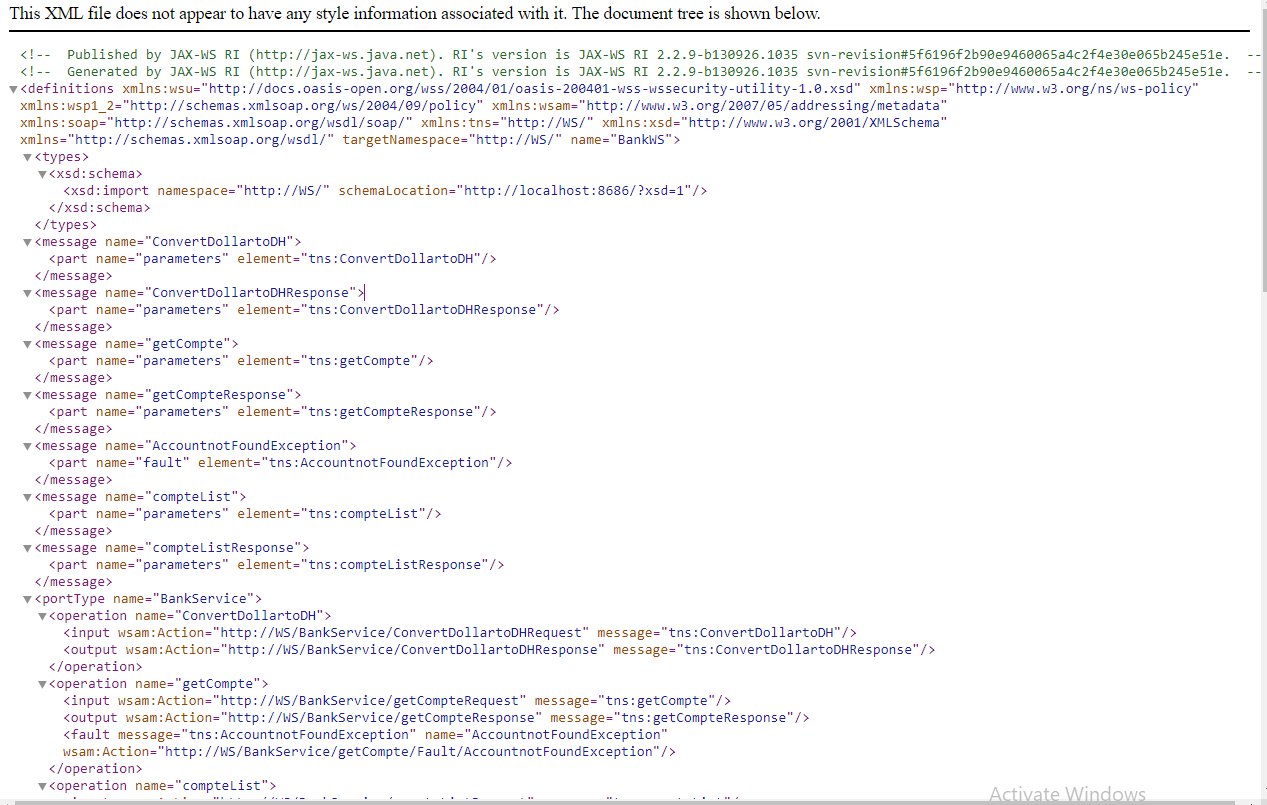 This XML file does not appear to have any style information associated with it. The document tree is shown below.
<!-- Published by JAX-WS RI (http://jax-ws.java.net). RI's version is JAX-WS RI 2.2.9-b130926.1035 svn-revision#5f6196f2b90e9460065a4c2f4e30e065b245e51e. --
<!-- Generated by JAX-WS RI (http://jax-ws.java.net). RI's version is JAX-WS RI 2.2.9-b130926.1035 svn-revision#5f6196f2b90e9460065a4c2f4e30e065b245e51e. --
▼<definitions xmlns:wsu="http://docs.oasis-open.org/wss/2004/01/oasis-200401-wss-wssecurity-utility-1.0.xsd" xmlns:wsp="http://www.w3.org/ns/ws-policy"
xmlns:wsp1_2="http://schemas.xmlsoap.org/ws/2004/09/policy" xmlns:wsam="http://www.w3.org/2007/05/addressing/metadata"
xmlns:soap="http://schemas.xmlsoap.org/wsdl/soap/" xmlns:tns="http://WS/" xmlns:xsd="http://www.w3.org/2001/XMLSchema"
xmlns="http://schemas.xmlsoap.org/wsdl/" targetNamespace="http://WS/" name="BankWS">
▼<types>
▼<xsd:schema>
<xsd:import namespace="http://WS/" schemaLocation="http://localhost:8686/?xsd=1"/>
</xsd:schema>
</types>
▼<message name="ConvertDollartoDH">
<part name="parameters" element="tns:ConvertDollartoDH"/>
</message>
▼<message name="ConvertDollartoDHResponse">
<part name="parameters" element="tns:ConvertDollartoDHResponse"/>
</message>
▼<message name="getCompte">
<part name="parameters" element="tns:getCompte"/>
</message>
▼<message name="getCompteResponse">
<part name="parameters" element="tns:getCompteResponse"/>
</message>
▼<message name="AccountnotFoundException">
<part name="fault" element="tns:AccountnotFoundException"/>
</message>
▼<message name="compteList">
<part name="parameters" element="tns:compteList"/>
</message>
▼<message name="compteListResponse">
<part name="parameters" element="tns:compteListResponse"/>
</message>
▼<portType name="BankService">
▼<operation name="ConvertDollartoDH">
<input wsam:Action="http://WS/BankService/ConvertDollartoDHRequest" message="tns:ConvertDollartoDH"/>
<output wsam:Action="http://WS/BankService/ConvertDollartoDHResponse" message="tns:ConvertDollartoDHResponse"/>
</operation>
▼<operation name="getCompte">
<input wsam:Action="http://WS/BankService/getCompteRequest" message="tns:getCompte"/>
<output wsam:Action="http://WS/BankService/getCompteResponse" message="tns:getCompteResponse"/>
<fault message="tns:AccountnotFoundException" name="AccountnotFoundException"
wsam:Action="http://WS/BankService/getCompte/Fault/AccountnotFoundException"/>
</operation>
▼<operation name="compteList">
Activate Windows